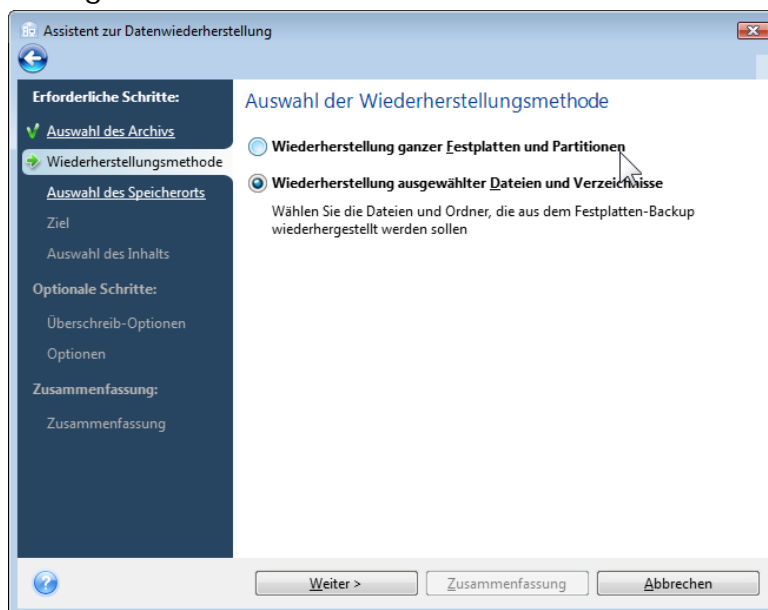 Assistent zur Datenwiederherstellung
Erforderliche Schritte:
Auswahl des Archivs
Wiederherstellungsmethode
Auswahl des Speicherorts
Ziel
Auswahl des Inhalts
Optionale Schritte:
Überschreib-Optionen
Optionen
Zusammenfassung:
Zusammenfassung
Auswahl der Wiederherstellungsmethode
Wiederherstellung ganzer Festplatten und Partitionen
Wiederherstellung ausgewählter Dateien und Verzeichnisse
Wählen Sie die Dateien und Ordner, die aus dem Festplatten-Backup
wiederhergestellt werden sollen
Weiter >
Zusammenfassung
Abbrechen